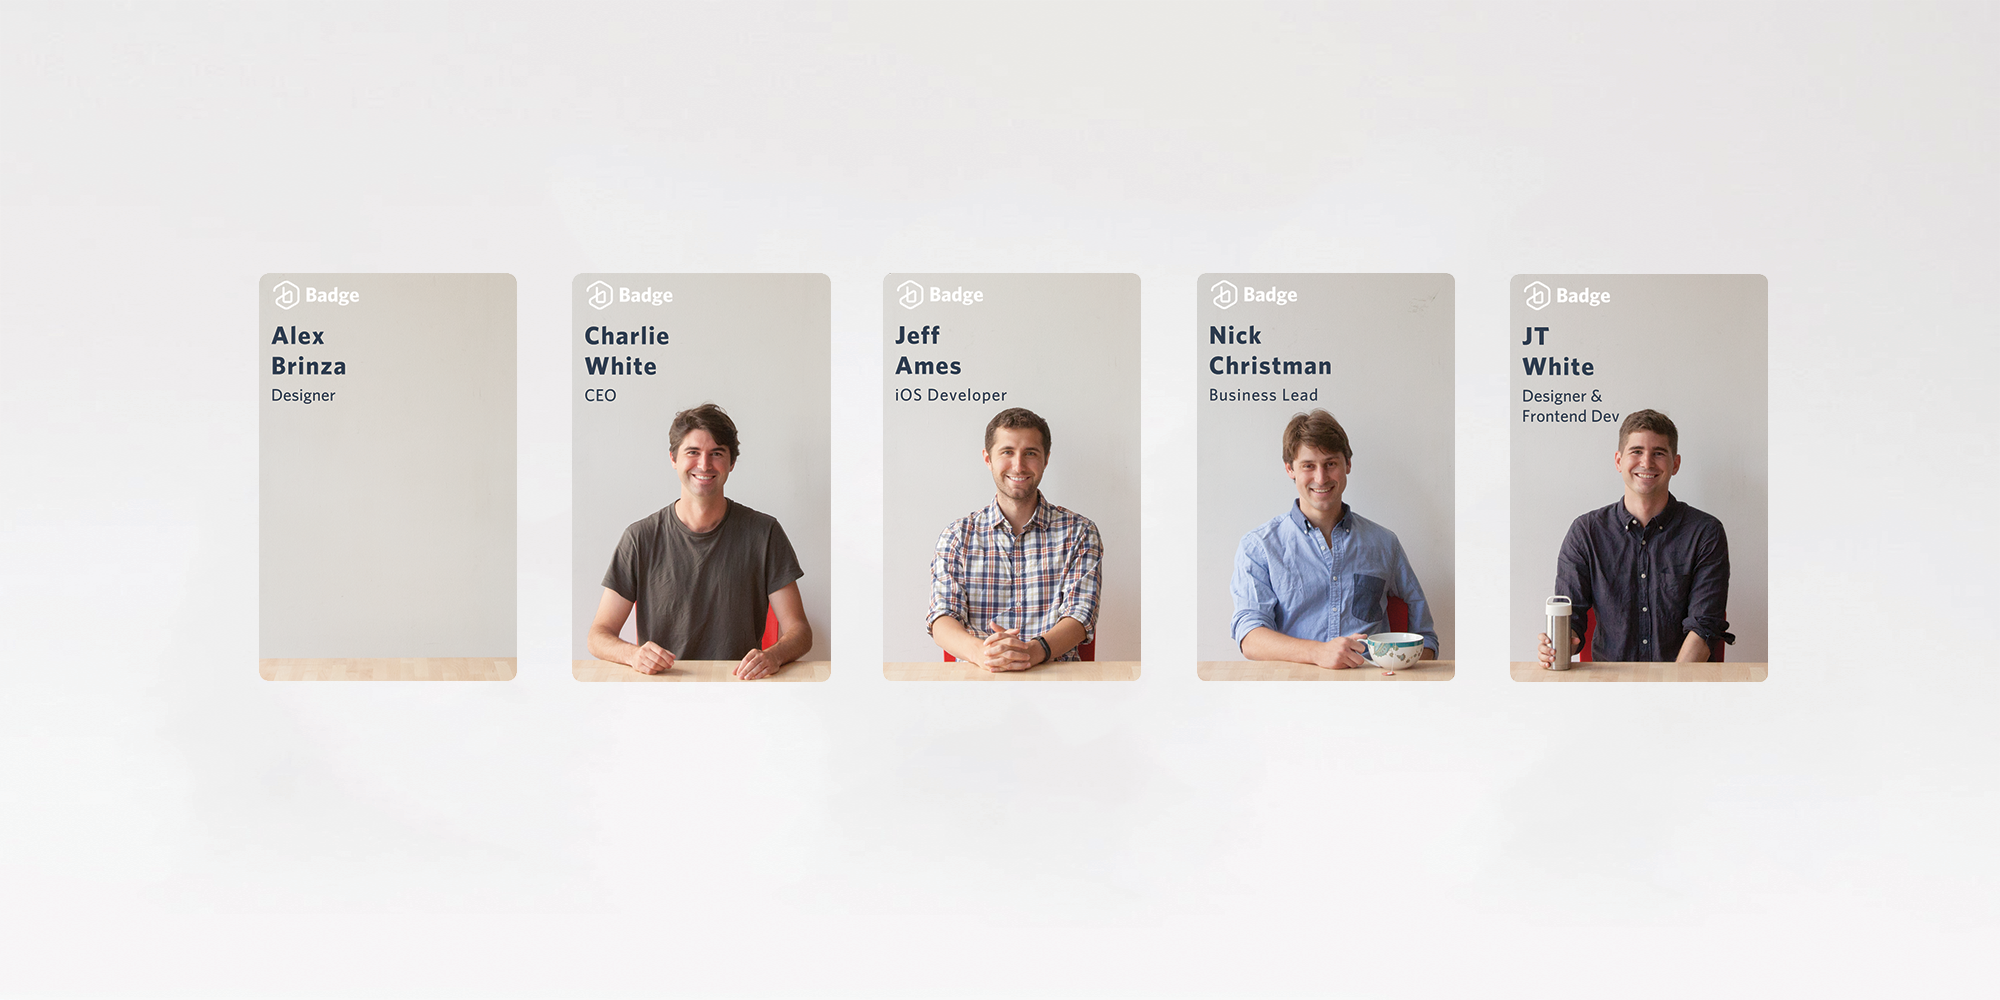 Badge
Alex
Brinza
Designer
Badge
Charlie
White
CEO
Badge
Jeff
Ames
iOS Developer
Badge
Nick
Christman
Business Lead
Badge
JT
White
Designer &
Frontend Dev